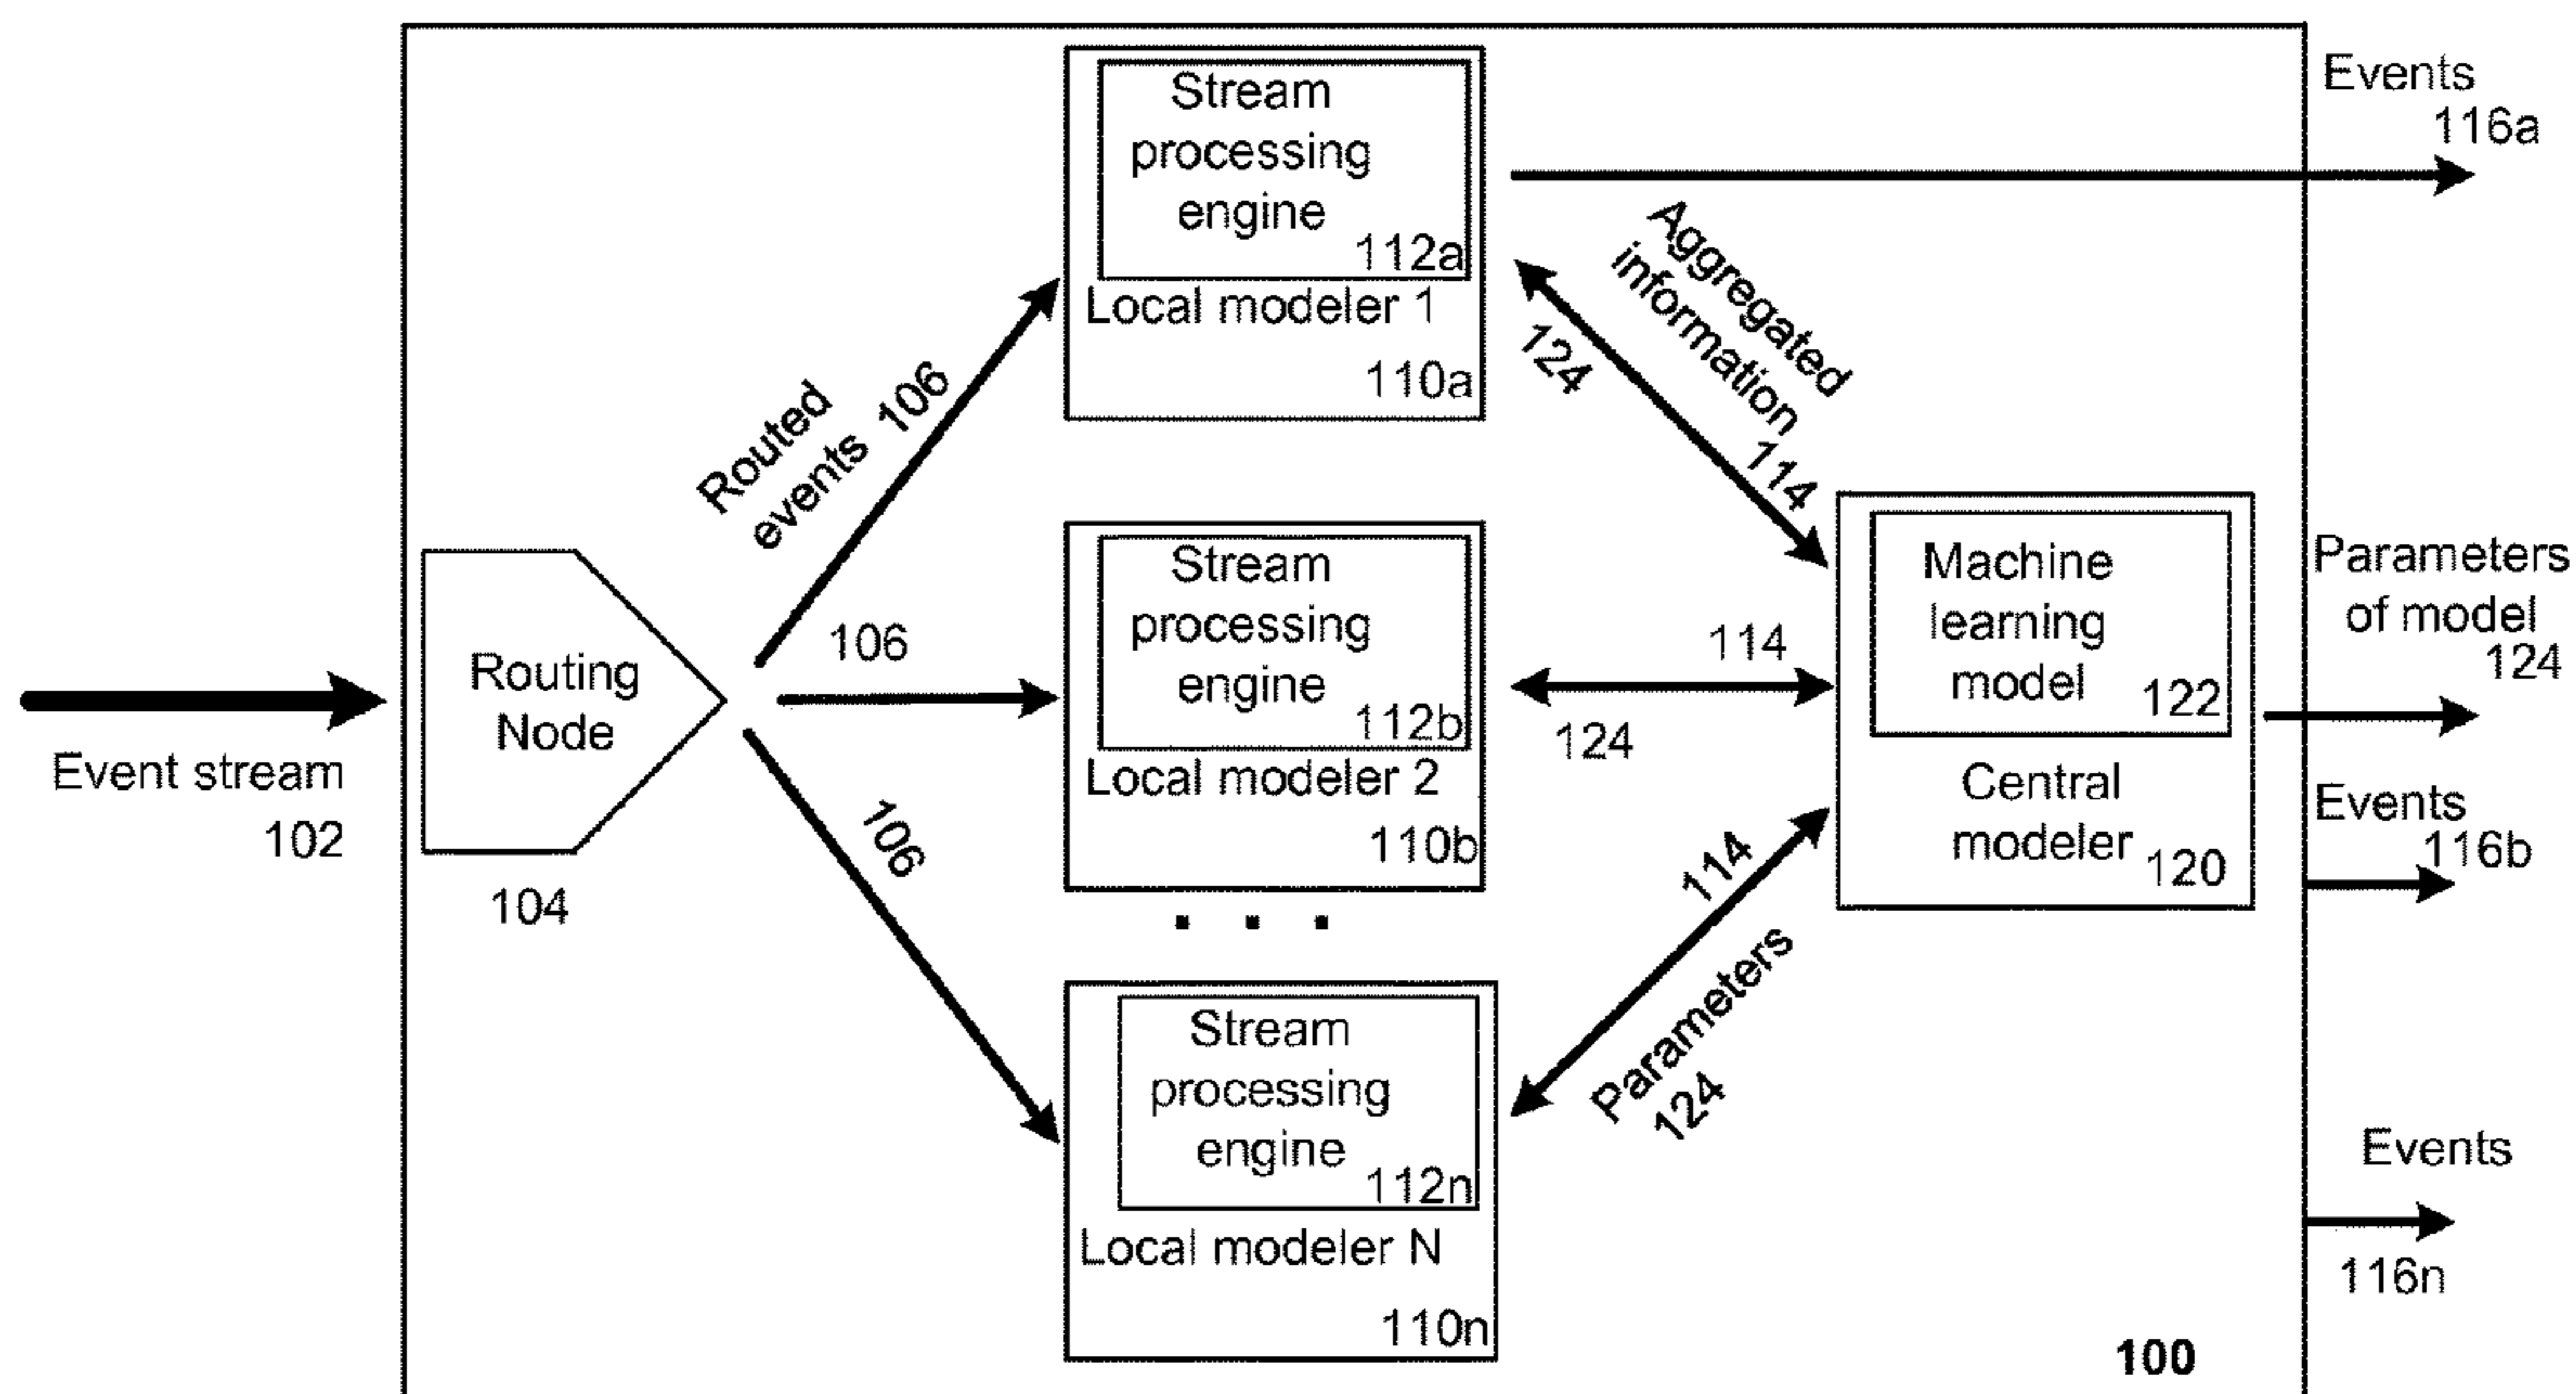 Event stream
102
Routing
Node
104
Routed
events 106
106
106
Stream
processing
engine
112a
Local modeler 1
110a
Stream
processing
engine
112b
Local modeler 2
110b
. . .
Stream
processing
engine
112n
Local modeler N
110n
Aggregated
information
114
124
114
124
114
Parameters
124
Machine
learning
model
122
Central
modeler
120
Events
116a
Parameters
of model
124
Events
116b
Events
116n
100